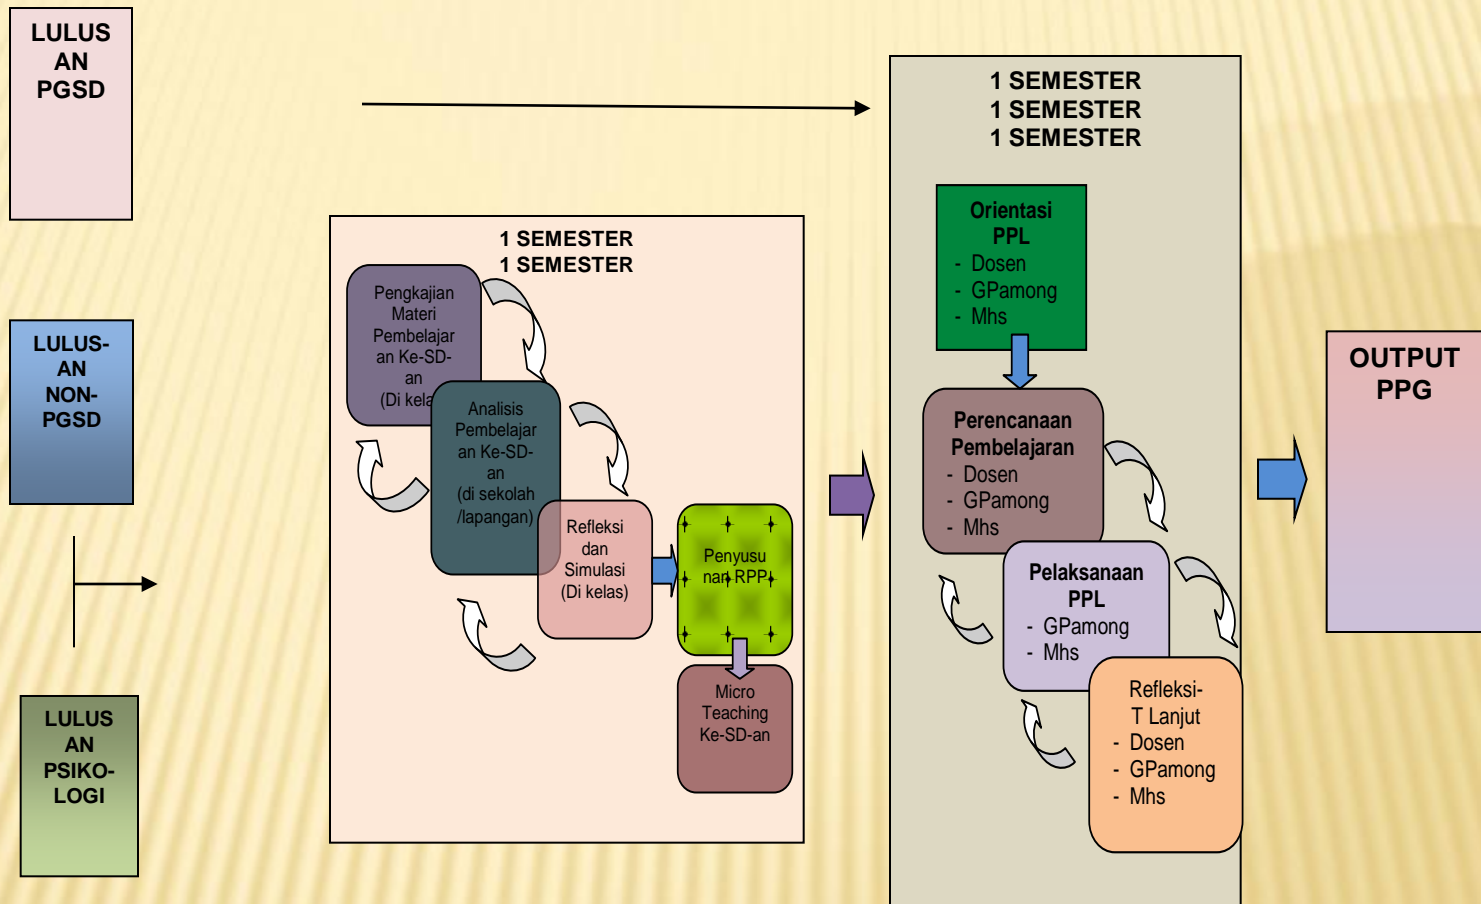 LULUS
AN
PGSD
LULUS-
AN
NON-
PGSD
LULUS
AN
PSIKO-
LOGI
1 SEMESTER
1 SEMESTER
Pengkajian
Materi
Pembelajar
an Ke-SD-
an
(Di kela
Analisis
Pembelajar
an Ke-SD-
an
(di sekolah
/lapangan)
Refleksi
dan
Simulasi
(Di kelas)
Penyusu
nan RPP
Micro
Teaching
Ke-SD-an
1 SEMESTER
1 SEMESTER
1 SEMESTER
Orientasi
PPL
- Dosen
- GPamong
- Mhs
Perencanaan
Pembelajaran
- Dosen
- GPamong
- Mhs
Pelaksanaan
PPL
- GPamong
- Mhs
Refleksi-
T Lanjut
- Dosen
- GPamong
- Mhs
OUTPUT
PPG